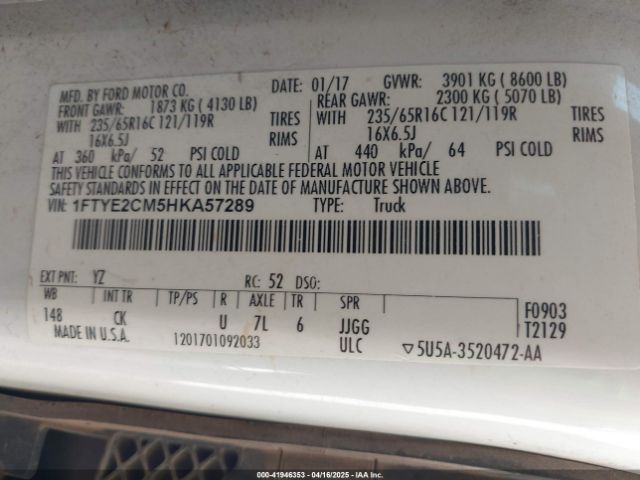 MFD. BY FORD MOTOR CO. DATE: 01/17 GVWR: 3901 KG ( 8600 LB)
FRONT GAWR: 1873 KG ( 4130 LB) REAR GAWR: 2300 KG ( 5070 LB)
WITH 235/65R16C 121/119R TIRES WITH 235/65R16C 121/119R TIRES
16X6.5J RIMS 16X6.5J RIMS
AT 360 kPa/ 52 PSI COLD AT 440 kPa/ 64 PSI COLD
THIS VEHICLE CONFORMS TO ALL APPLICABLE FEDERAL MOTOR VEHICLE
SAFETY STANDARDS IN EFFECT ON THE DATE OF MANUFACTURE SHOWN ABOVE.
VIN: 1FTYE2CM5HKA57289 TYPE: Truck
EXT PNT: YZ RC: 52 DSO:
WB INT TR TP/PS R AXLE TR SPR F0903
148 CK U 7L 6 JJGG T2129
MADE IN U.S.A. 1201701092033 ULC ▽5U5A-3520472-AA
000-41946353 - 04/16/2025 - IAAI.com